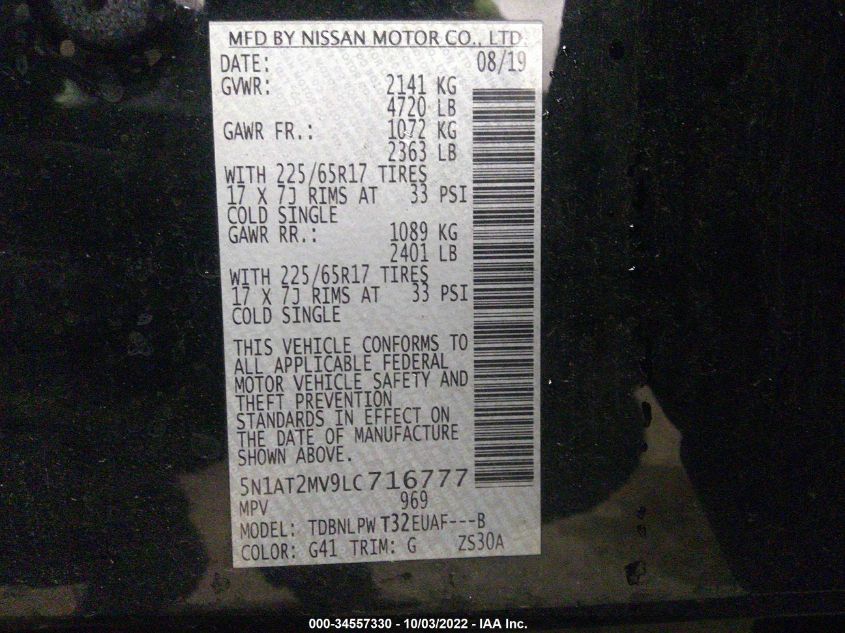 MFD BY NISSAN MOTOR CO., LTD.
DATE: 08/19
GVWR: 2141 KG
4720 LB
GAWR FR.: 1072 KG
2363 LB
WITH 225/65R17 TIRES
17 X 7J RIMS AT 33 PSI
COLD SINGLE
GAWR RR.: 1089 KG
2401 LB
WITH 225/65R17 TIRES
17 X 7J RIMS AT 33 PSI
COLD SINGLE
THIS VEHICLE CONFORMS TO
ALL APPLICABLE FEDERAL
MOTOR VEHICLE SAFETY AND
THEFT PREVENTION
STANDARDS IN EFFECT ON
THE DATE OF MANUFACTURE
SHOWN ABOVE.
5N1AT2MV9LC716777
MPV 969
MODEL: TDBNLPW T32EUAF---B
COLOR: G41 TRIM: G ZS30A
000-34557330 - 10/03/2022 - IAA Inc.